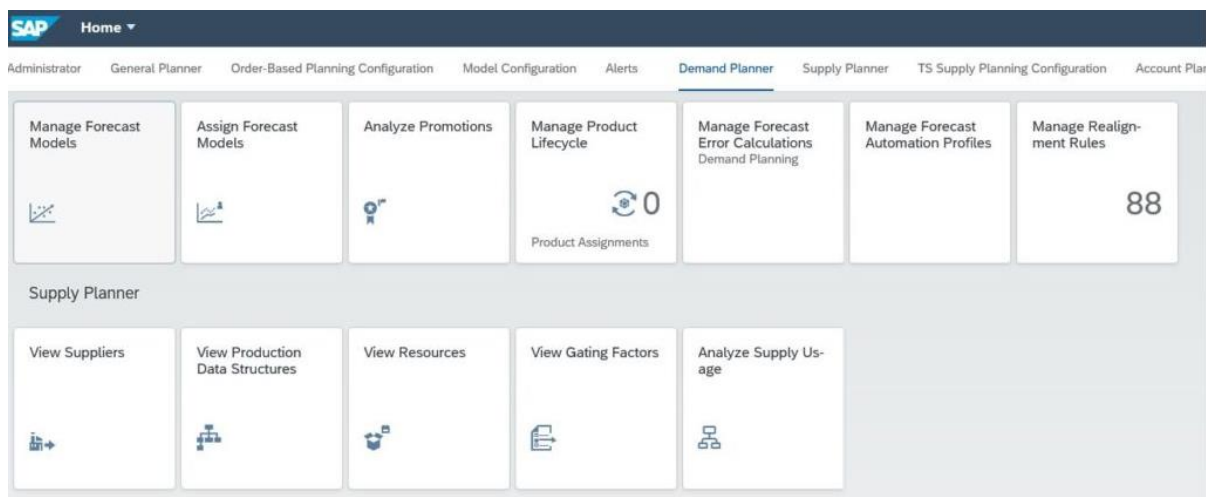 SAP Home
Administrator General Planner Order-Based Planning Configuration Model Configuration Alerts Demand Planner Supply Planner TS Supply Planning Configuration Account Plan
Manage Forecast
Models
Assign Forecast
Models
Analyze Promotions
Manage Product
Lifecycle
0
Product Assignments
Manage Forecast
Error Calculations
Demand Planning
Manage Forecast
Automation Profiles
Manage Realign-
ment Rules
88
Supply Planner
View Suppliers
View Production
Data Structures
View Resources
View Gating Factors
Analyze Supply Us-
age